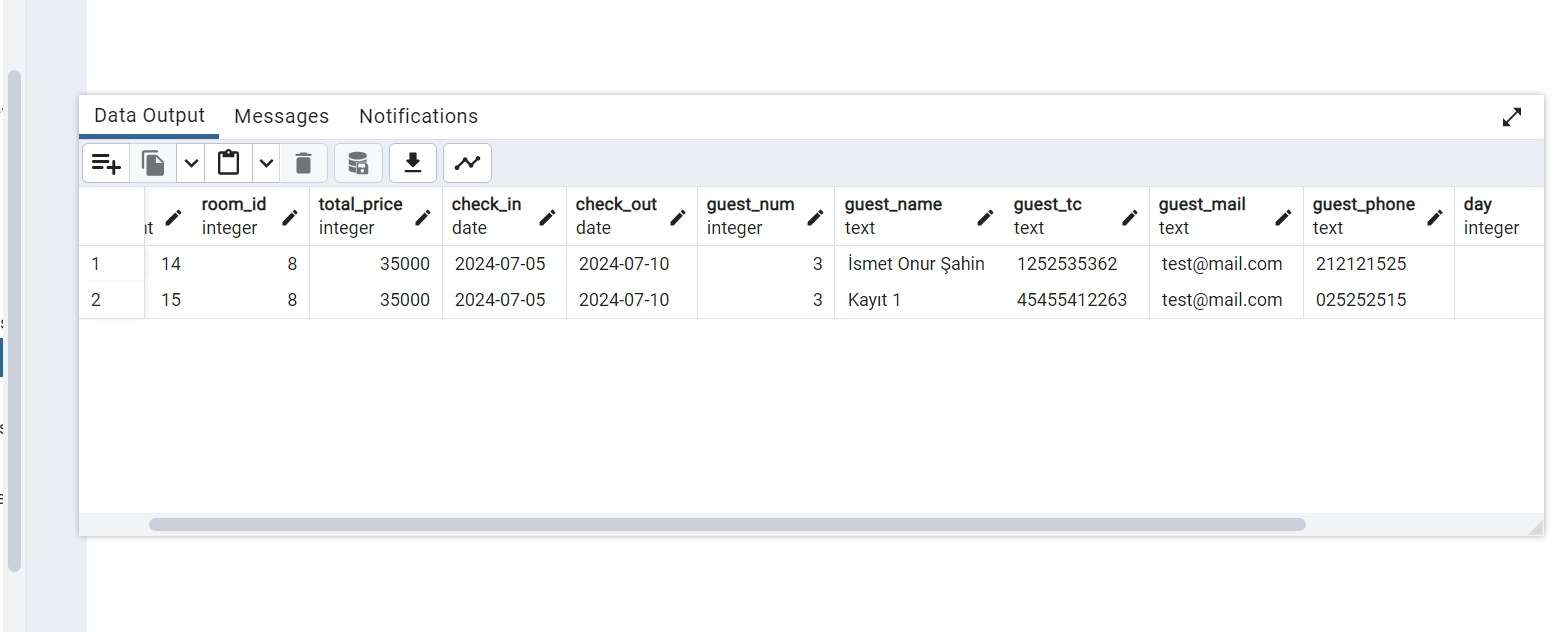 Data Output Messages Notifications
room_id total_price check_in check_out guest_num guest_name guest_tc guest_mail guest_phone day
integer integer date date integer text text text text integer
1 14 8 35000 2024-07-05 2024-07-10 3 İsmet Onur Şahin 1252535362 test@mail.com 212121525
2 15 8 35000 2024-07-05 2024-07-10 3 Kayıt 1 45455412263 test@mail.com 025252515